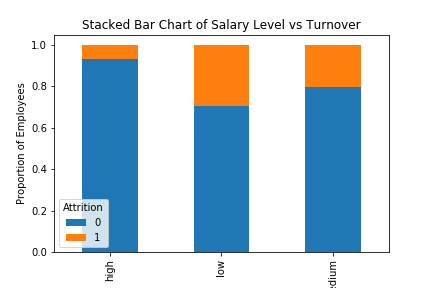 Stacked Bar Chart of Salary Level vs Turnover
Proportion of Employees
1.0
0.8
0.6
0.4
0.2
0.0
Attrition
0
1
high
low
edium